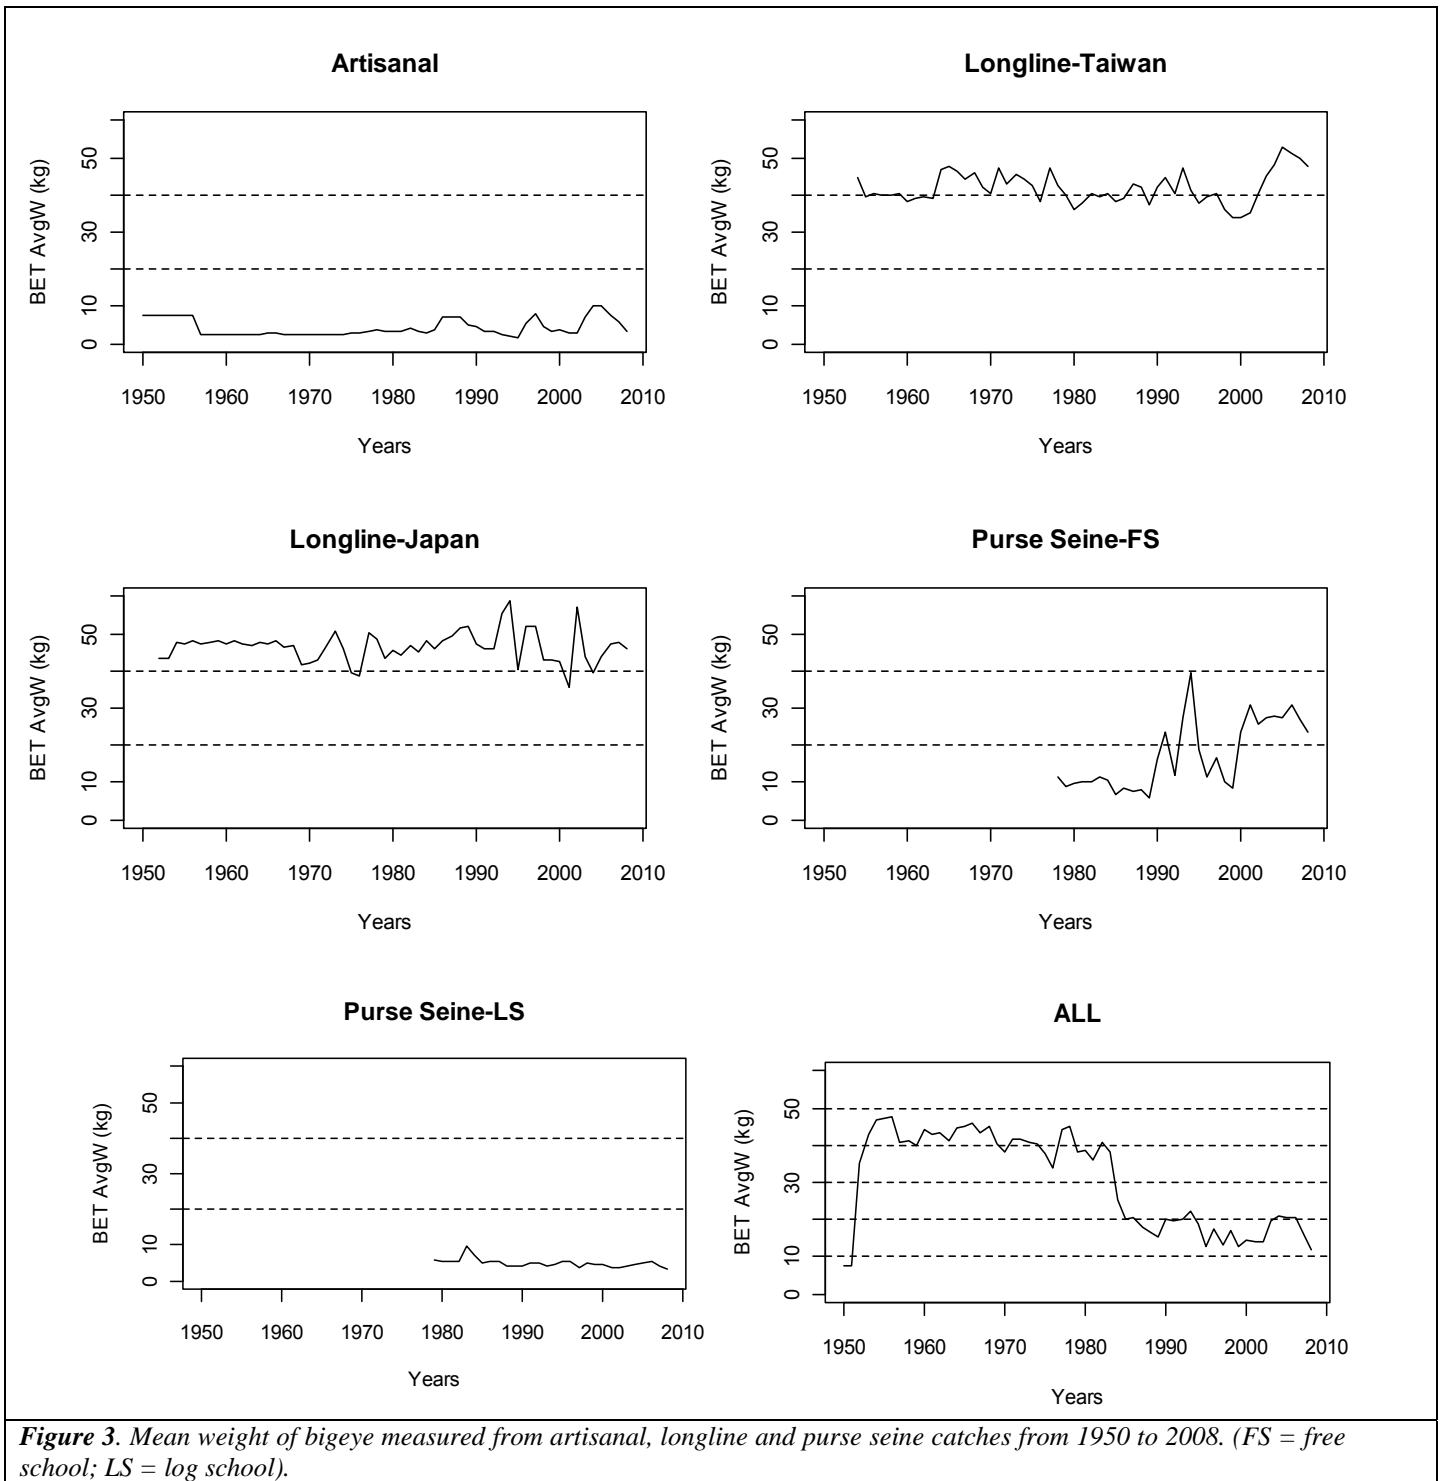 Artisanal
BET AvgW (kg)
50
30
10
0
1950 1960 1970 1980 1990 2000 2010
Years
Longline-Taiwan
BET AvgW (kg)
50
30
10
0
1950 1960 1970 1980 1990 2000 2010
Years
Longline-Japan
BET AvgW (kg)
50
30
10
0
1950 1960 1970 1980 1990 2000 2010
Years
Purse Seine-FS
BET AvgW (kg)
50
30
10
0
1950 1960 1970 1980 1990 2000 2010
Years
Purse Seine-LS
BET AvgW (kg)
50
30
10
0
1950 1960 1970 1980 1990 2000 2010
Years
ALL
BET AvgW (kg)
50
30
10
0
1950 1960 1970 1980 1990 2000 2010
Years
Figure 3. Mean weight of bigeye measured from artisanal, longline and purse seine catches from 1950 to 2008. (FS = free
school; LS = log school).